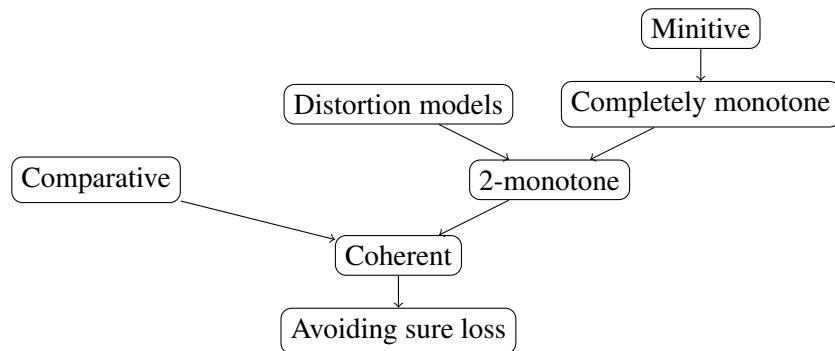 Minitive
Distortion models
Completely monotone
Comparative
2-monotone
Coherent
Avoiding sure loss